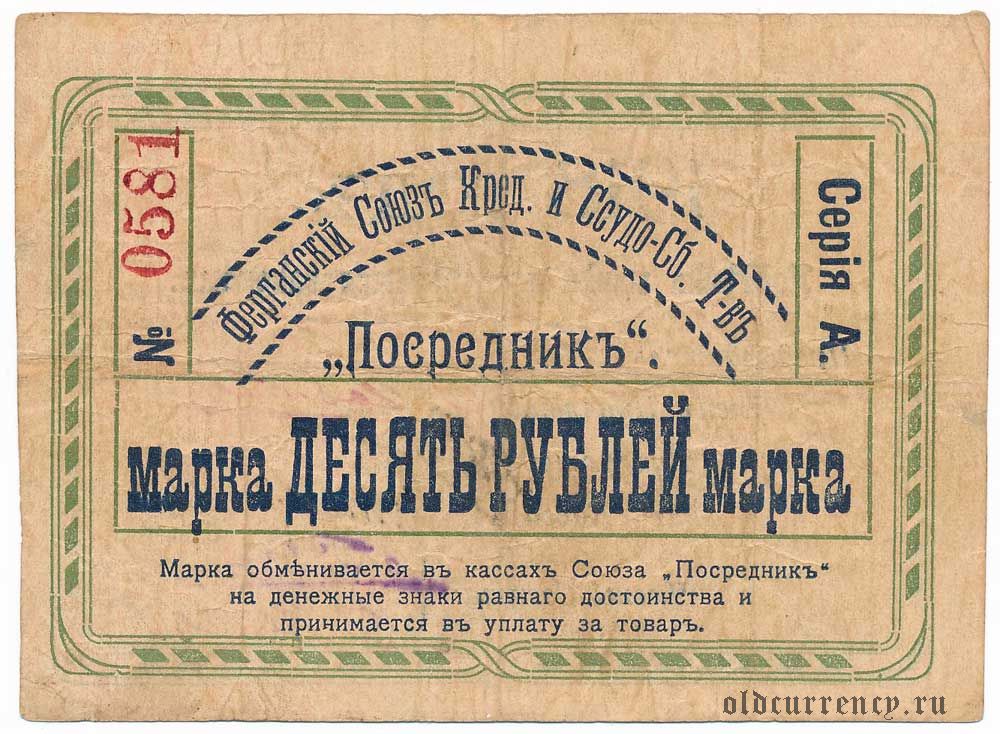 № 0581
Серія А.
Ферганскій Союзъ Кред. и Ссудо-Сб. Т-въ
„Посредникъ“.
марка ДЕСЯТЬ РУБЛЕЙ марка
Марка обмѣнивается въ кассахъ Союза „Посредникъ“
на денежные знаки равнаго достоинства и
принимается въ уплату за товаръ.
oldcurrency.ru